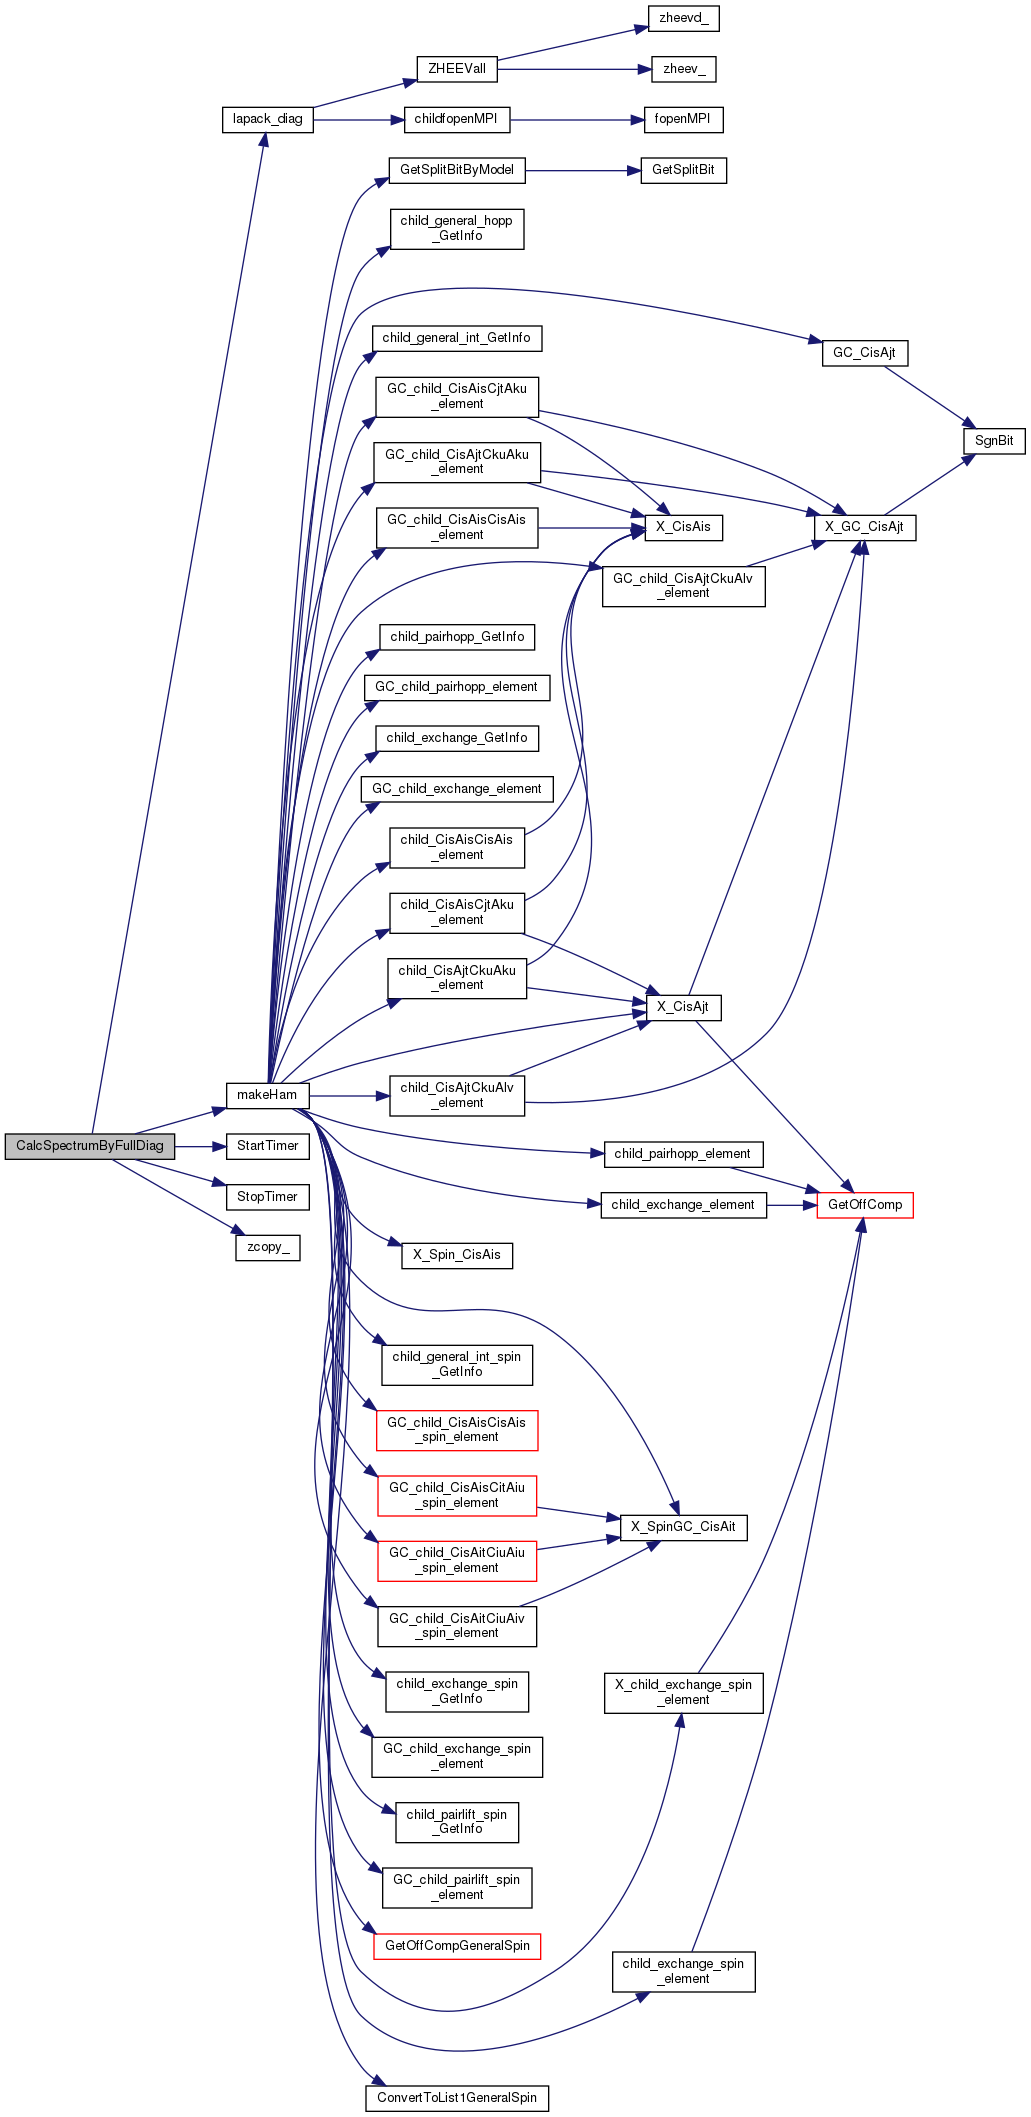 zheevd_
ZHEEVall
zheev_
lapack_diag
childfopenMPI
fopenMPI
GetSplitBitByModel
GetSplitBit
child_general_hopp
_GetInfo
child_general_int_GetInfo
GC_CisAjt
GC_child_CisAisCjtAku
_element
SgnBit
GC_child_CisAjtCkuAku
_element
GC_child_CisAisCisAis
_element
X_CisAis
X_GC_CisAjt
GC_child_CisAjtCkuAlv
_element
child_pairhopp_GetInfo
GC_child_pairhopp_element
child_exchange_GetInfo
GC_child_exchange_element
child_CisAisCisAis
_element
child_CisAisCjtAku
_element
child_CisAjtCkuAku
_element
X_CisAjt
makeHam
child_CisAjtCkuAlv
_element
CalcSpectrumByFullDiag
StartTimer
child_pairhopp_element
StopTimer
child_exchange_element
GetOffComp
zcopy_
X_Spin_CisAis
child_general_int_spin
_GetInfo
GC_child_CisAisCisAis
_spin_element
GC_child_CisAisCitAiu
_spin_element
X_SpinGC_CisAit
GC_child_CisAitCiuAiu
_spin_element
GC_child_CisAitCiuAiv
_spin_element
child_exchange_spin
_GetInfo
X_child_exchange_spin
_element
GC_child_exchange_spin
_element
child_pairlift_spin
_GetInfo
GC_child_pairlift_spin
_element
GetOffCompGeneralSpin
child_exchange_spin
_element
ConvertToList1GeneralSpin